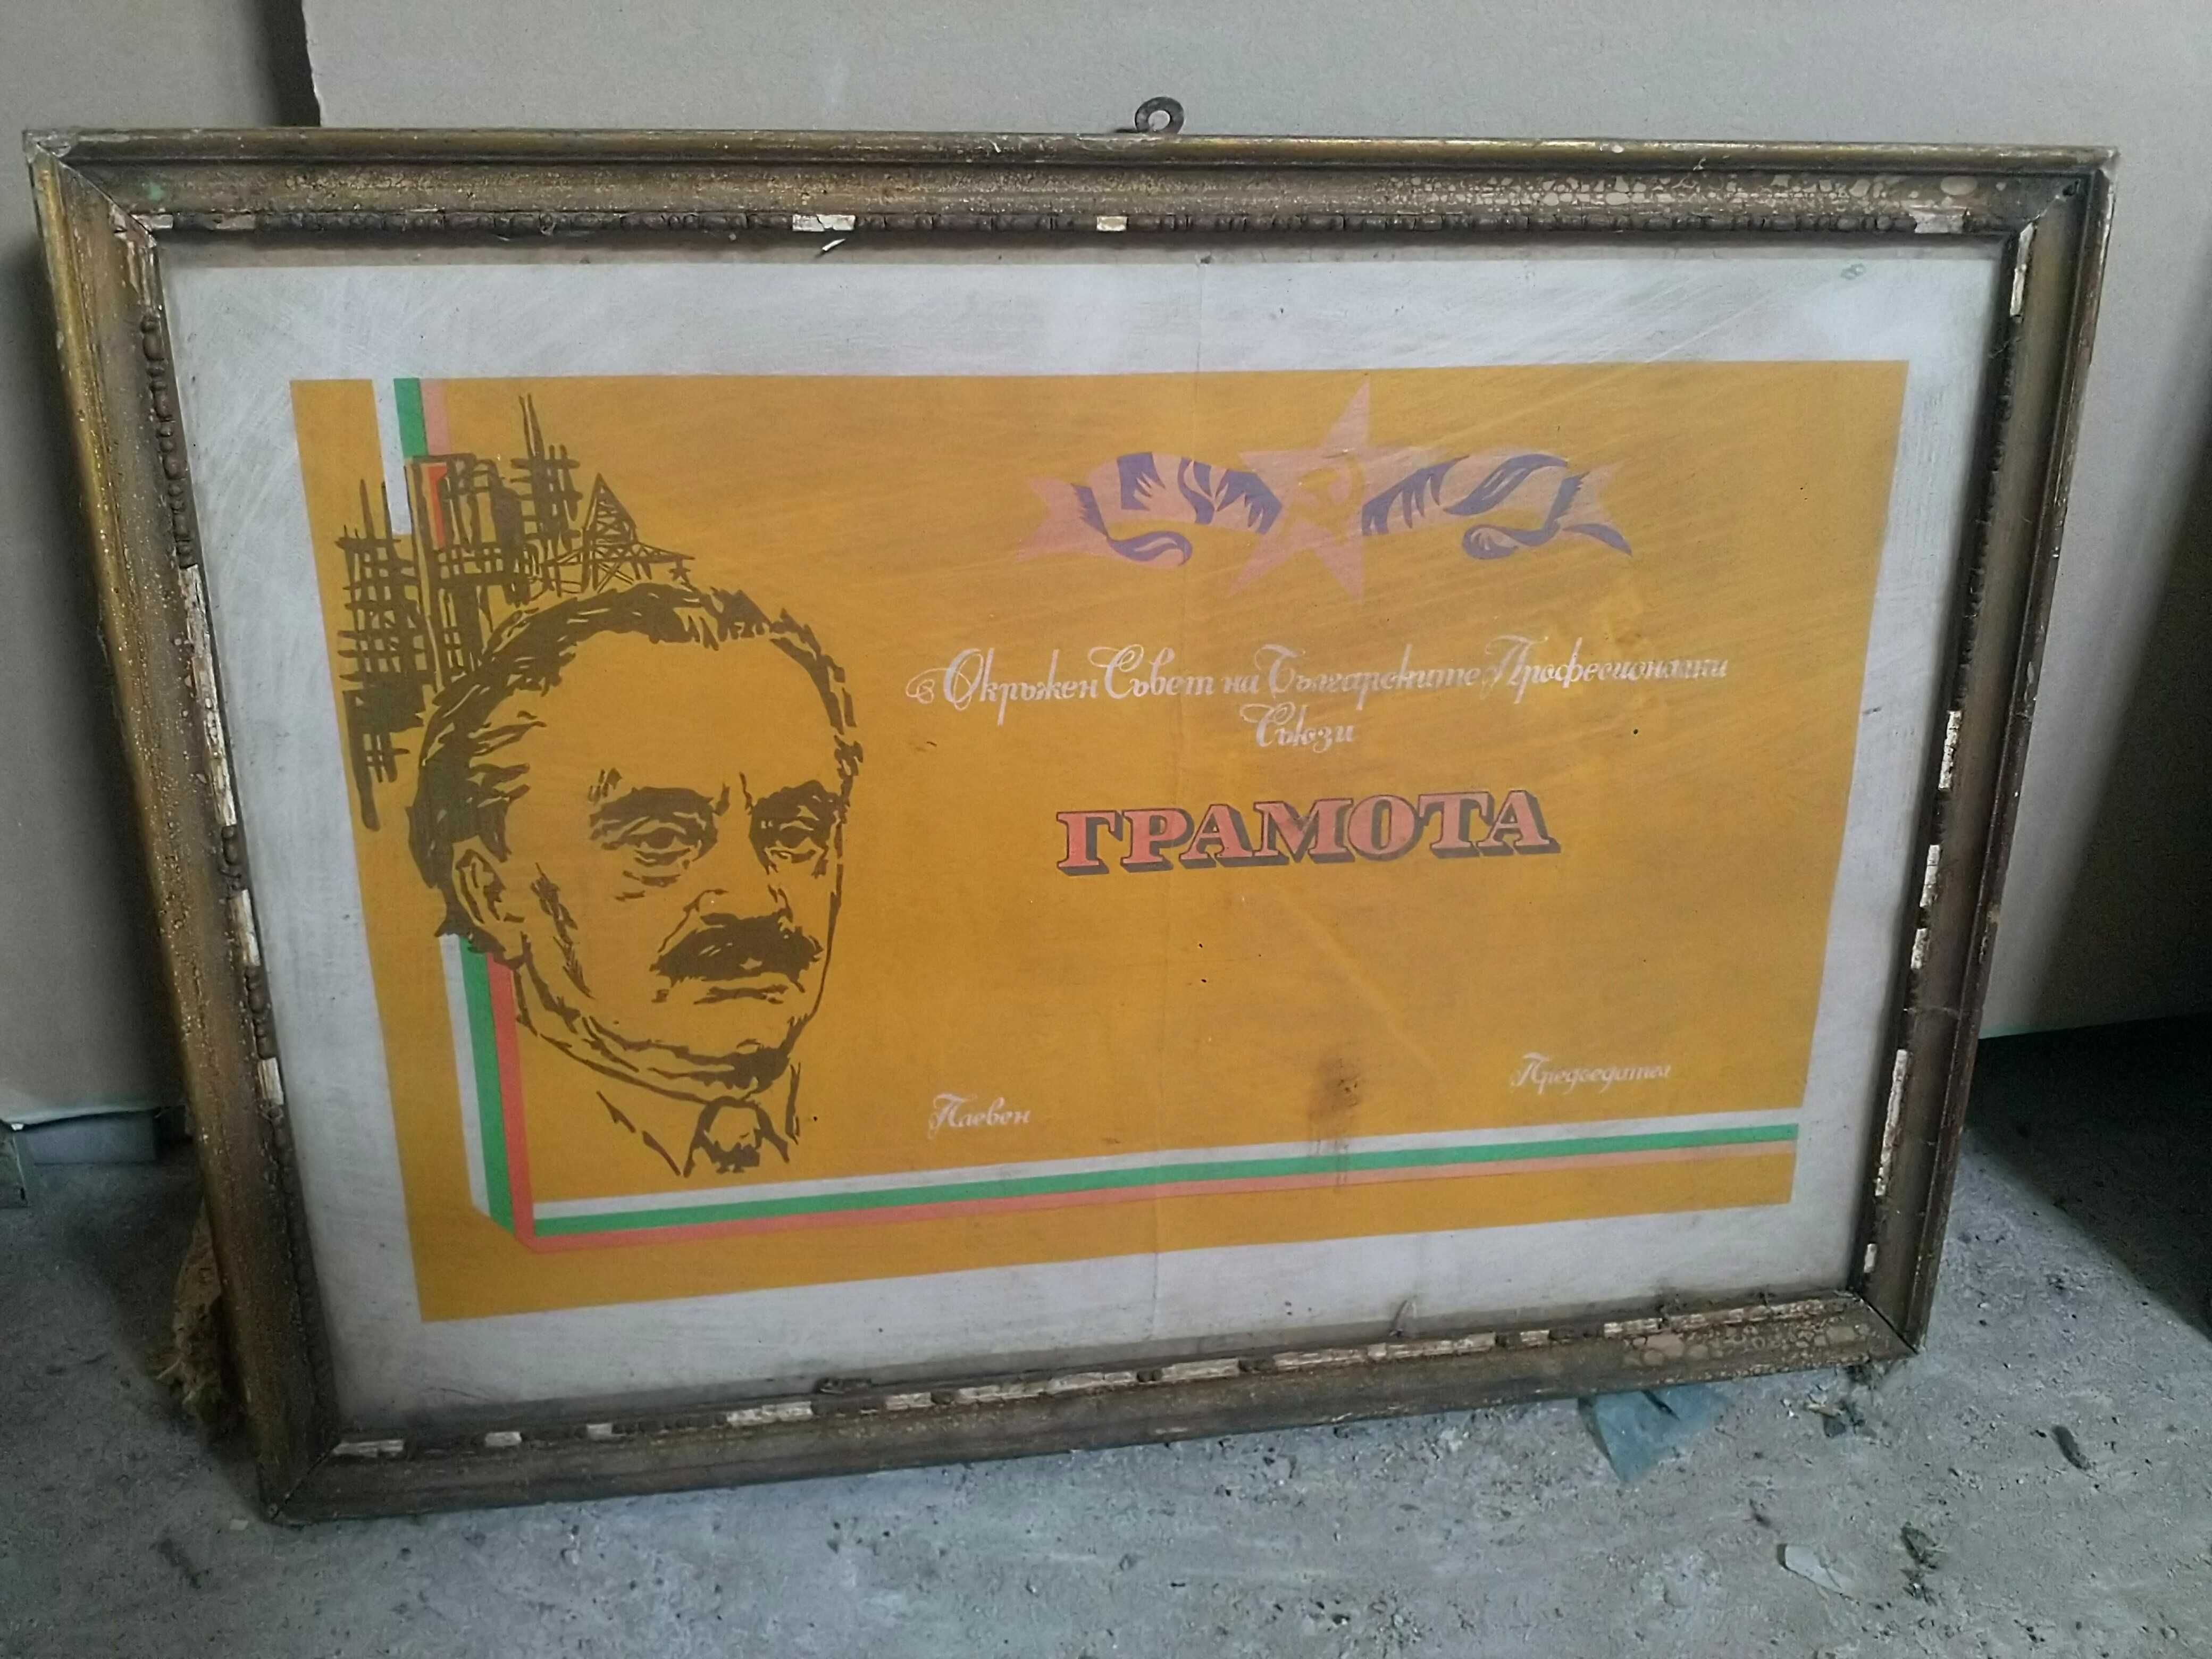 Окръжен Съвет на Българските Професионални
Съюзи
ГРАМОТА
Председател
Плевен